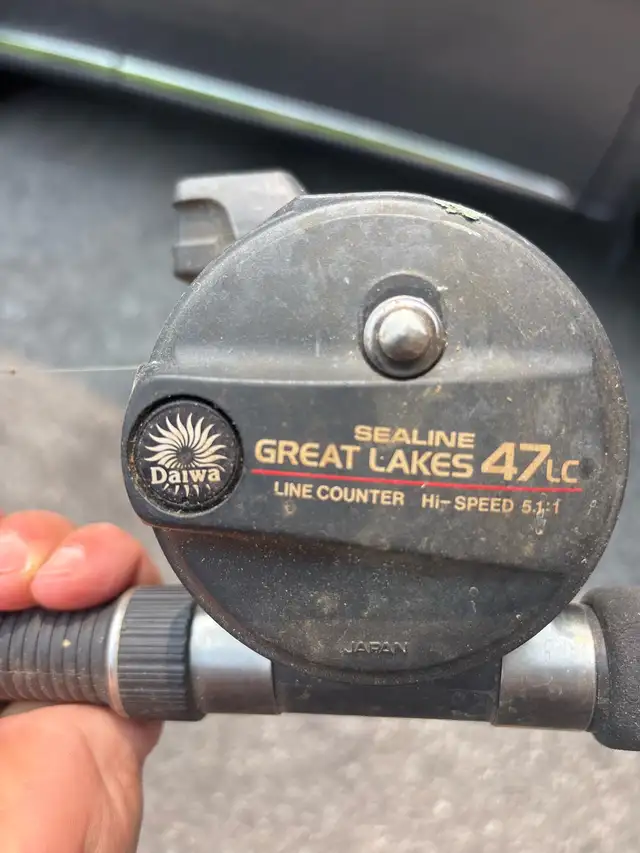 SEALINE
GREAT LAKES 47LC
Daiwa
LINE COUNTER Hi-SPEED 5.1:1
JAPAN